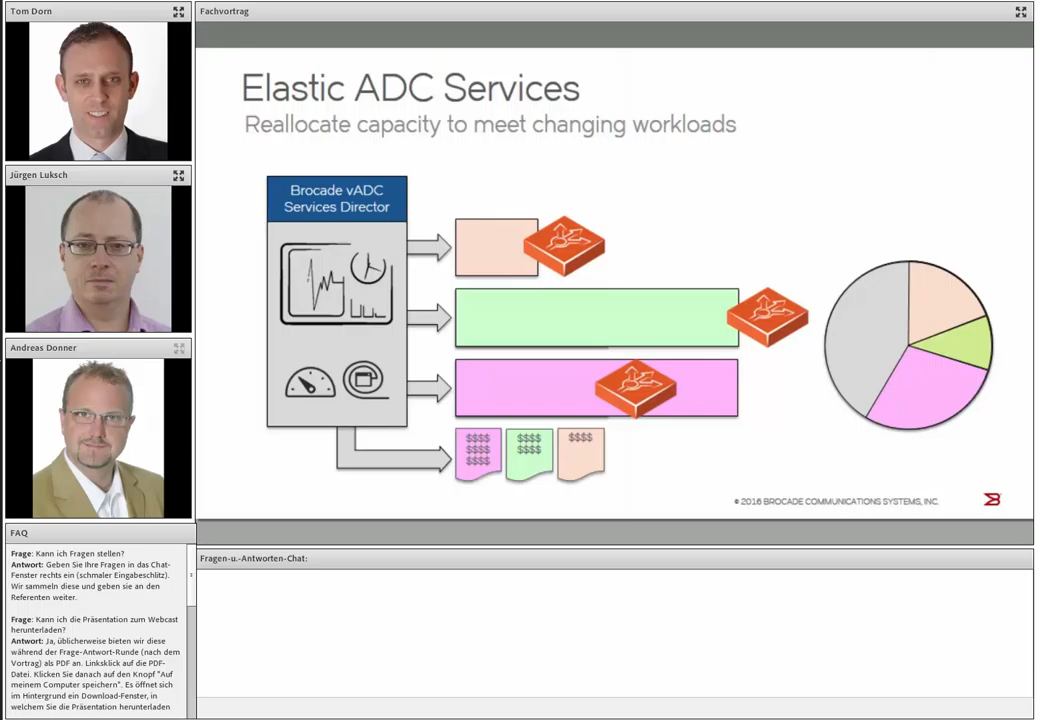 Tom Dorn
Jürgen Luksch
Andreas Donner
FAQ
Frage: Kann ich Fragen stellen?
Antwort: Geben Sie Ihre Fragen in das Chat-
Fenster rechts ein (schmaler Eingabeschlitz).
Wir sammeln diese und geben sie an den
Referenten weiter.
Frage: Kann ich die Präsentation zum Webcast
herunterladen?
Antwort: Ja, üblicherweise bieten wir diese
während der Frage-Antwort-Runde (nach dem
Vortrag) als PDF an. Linksklick auf die PDF-
Datei. Klicken Sie danach auf den Knopf "Auf
meinem Computer speichern". Es öffnet sich
im Hintergrund ein Download-Fenster, in
welchem Sie die Präsentation herunterladen
Fachvortrag
Elastic ADC Services
Reallocate capacity to meet changing workloads
Brocade vADC
Services Director
$$$$ $$$$ $$$$
$$$$ $$$$
$$$$
© 2016 BROCADE COMMUNICATIONS SYSTEMS, INC.
Fragen-u.-Antworten-Chat: